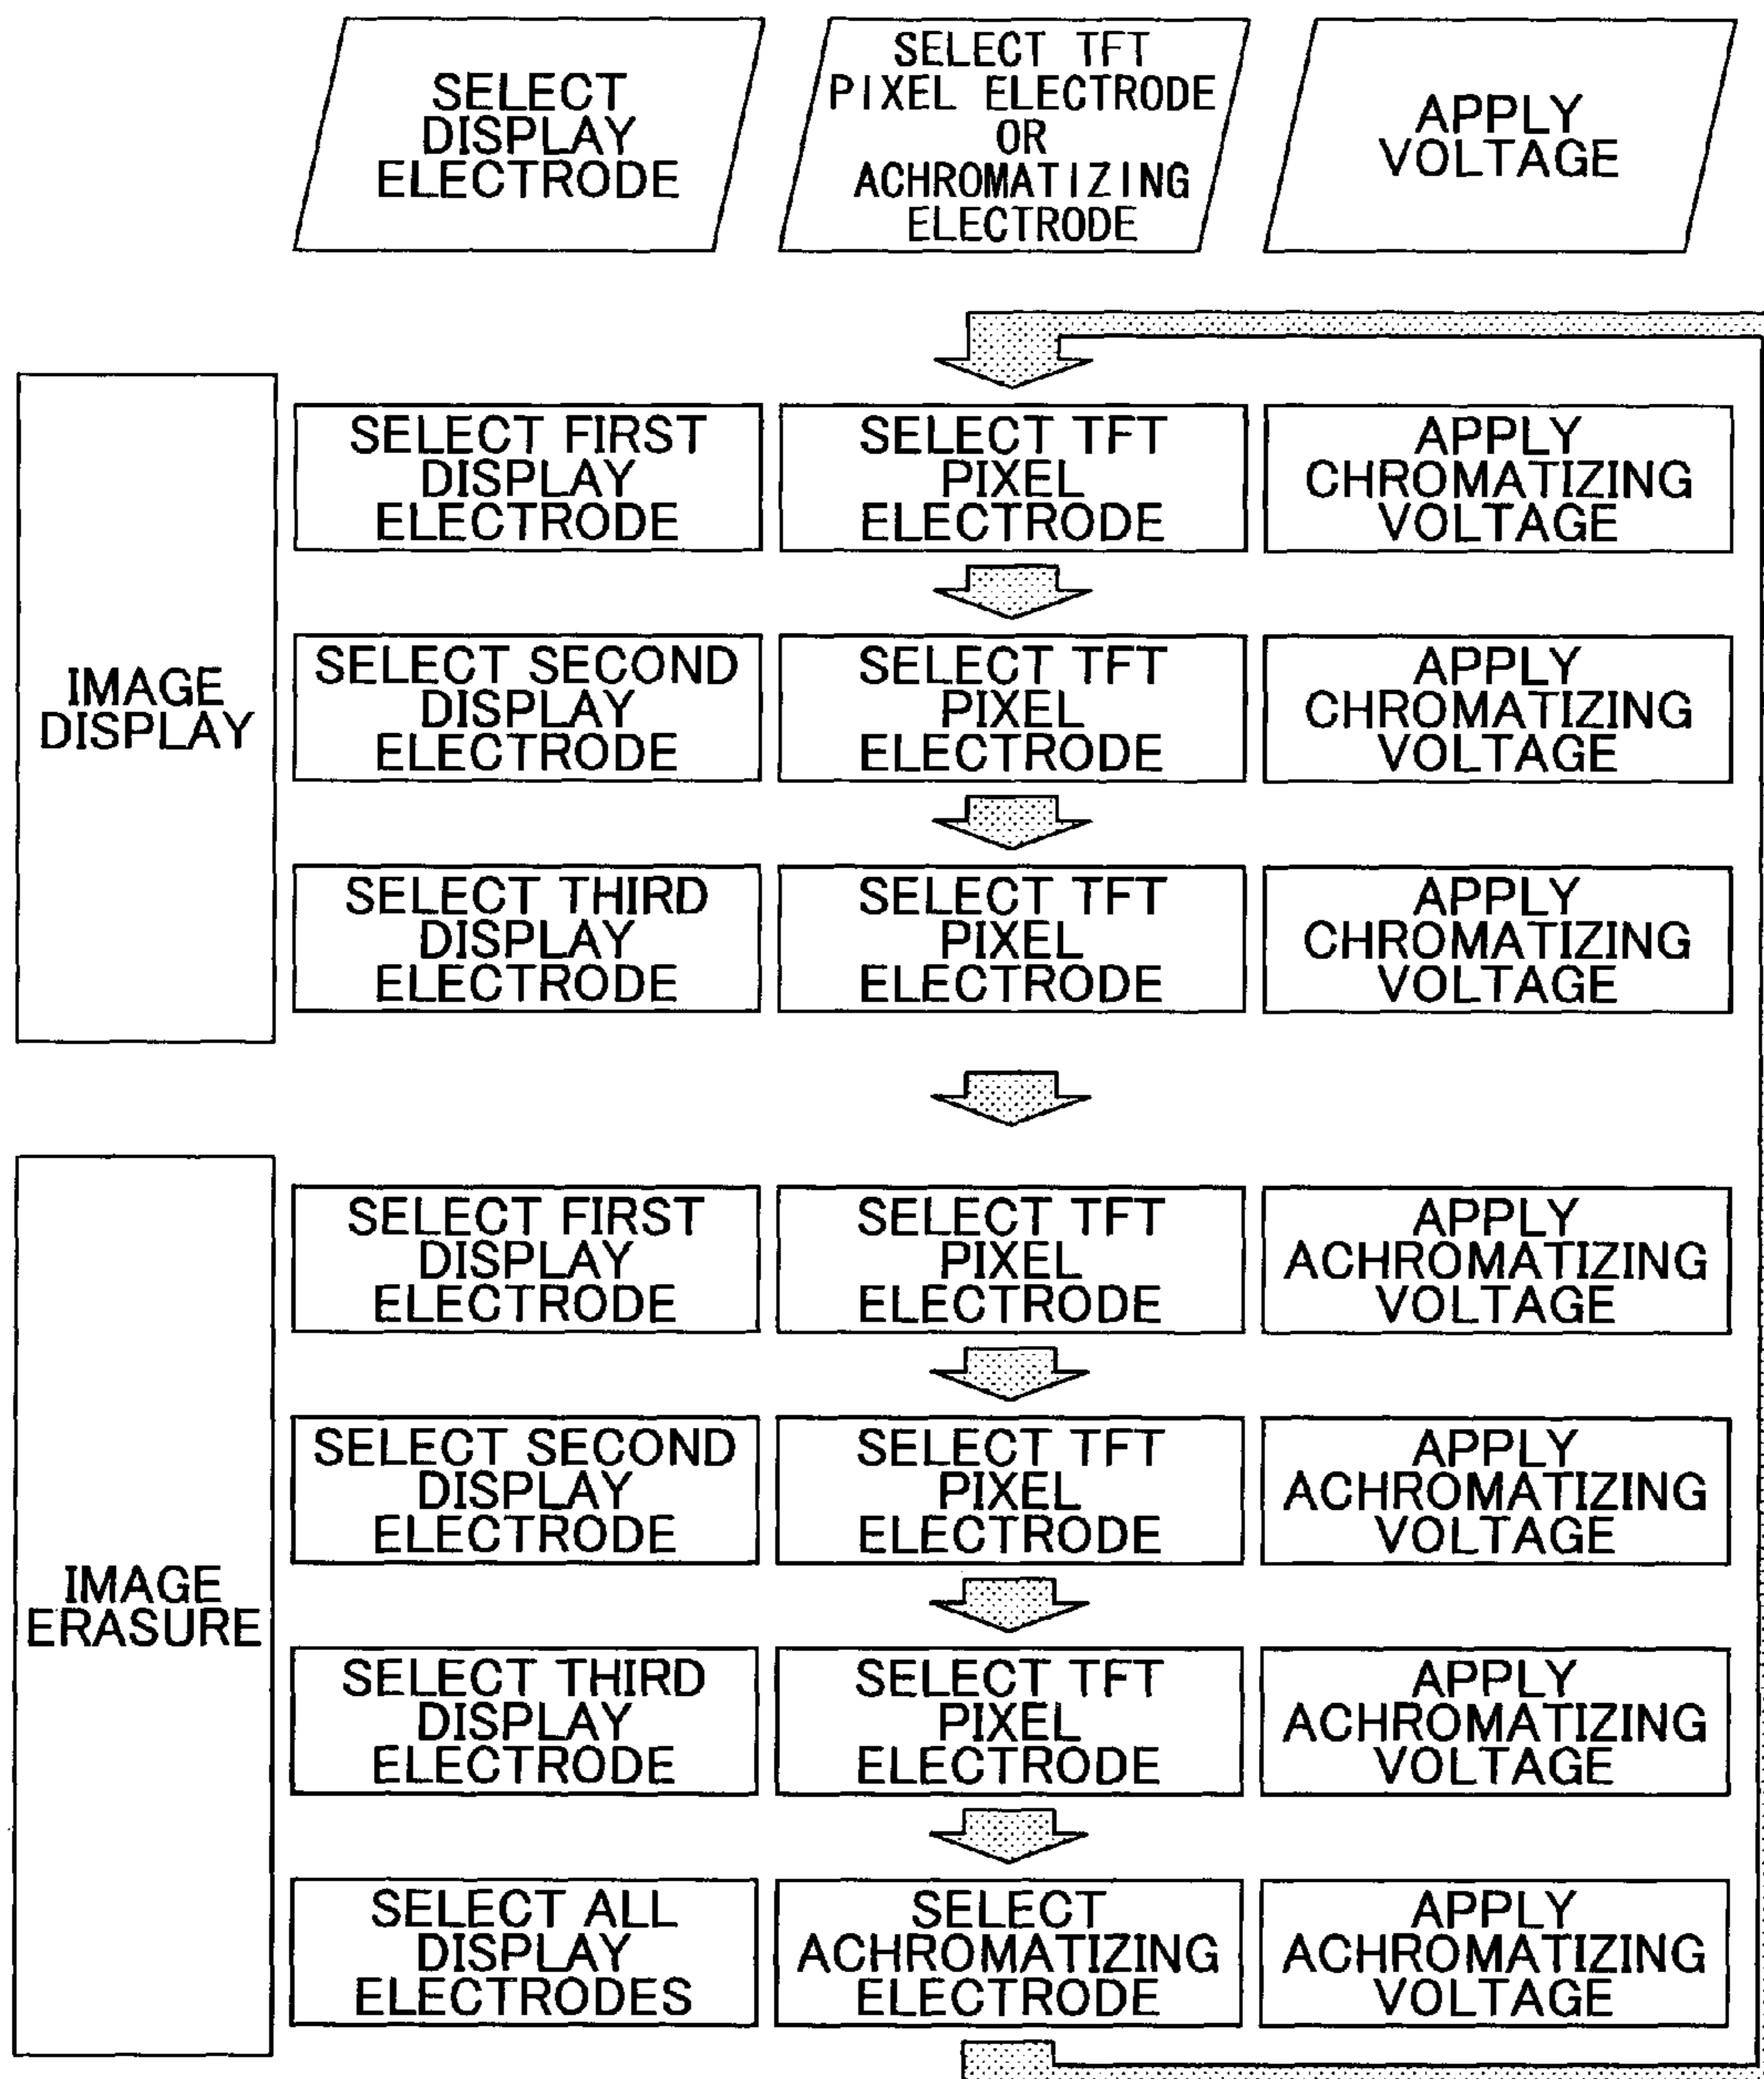 SELECT
DISPLAY
ELECTRODE
SELECT TFT
PIXEL ELECTRODE
OR
ACHROMATIZING
ELECTRODE
APPLY
VOLTAGE
IMAGE
DISPLAY
SELECT FIRST
DISPLAY
ELECTRODE
SELECT TFT
PIXEL
ELECTRODE
APPLY
CHROMATIZING
VOLTAGE
SELECT SECOND
DISPLAY
ELECTRODE
SELECT TFT
PIXEL
ELECTRODE
APPLY
CHROMATIZING
VOLTAGE
SELECT THIRD
DISPLAY
ELECTRODE
SELECT TFT
PIXEL
ELECTRODE
APPLY
CHROMATIZING
VOLTAGE
IMAGE
ERASURE
SELECT FIRST
DISPLAY
ELECTRODE
SELECT TFT
PIXEL
ELECTRODE
APPLY
ACHROMATIZING
VOLTAGE
SELECT SECOND
DISPLAY
ELECTRODE
SELECT TFT
PIXEL
ELECTRODE
APPLY
ACHROMATIZING
VOLTAGE
SELECT THIRD
DISPLAY
ELECTRODE
SELECT TFT
PIXEL
ELECTRODE
APPLY
ACHROMATIZING
VOLTAGE
SELECT ALL
DISPLAY
ELECTRODES
SELECT
ACHROMATIZING
ELECTRODE
APPLY
ACHROMATIZING
VOLTAGE